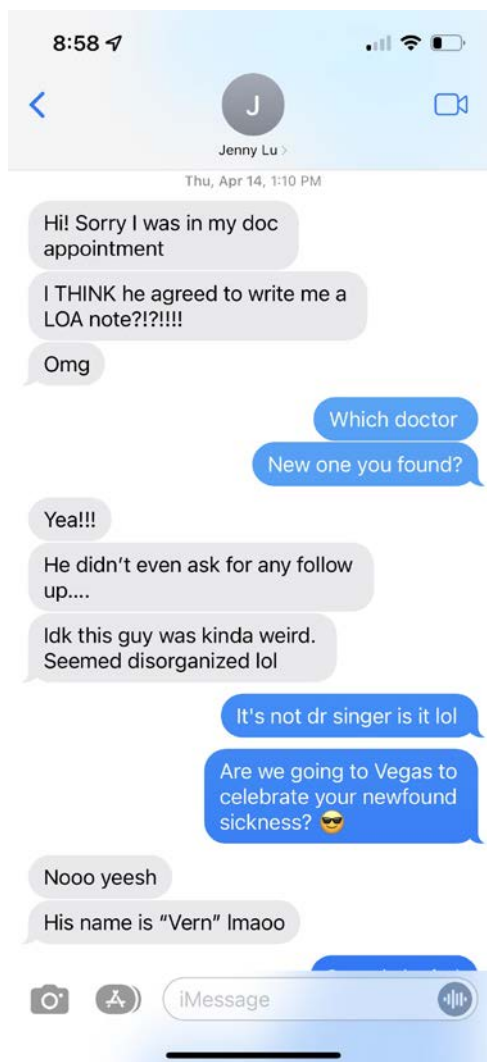 8:58
J
Jenny Lu >
Thu, Apr 14, 1:10 PM
Hi! Sorry I was in my doc
appointment
I THINK he agreed to write me a
LOA note?!?!!!!
Omg
Which doctor
New one you found?
Yea!!!
He didn’t even ask for any follow
up....
Idk this guy was kinda weird.
Seemed disorganized lol
It's not dr singer is it lol
Are we going to Vegas to
celebrate your newfound
sickness? 😎
Nooo yeesh
His name is “Vern” lmaoo
iMessage